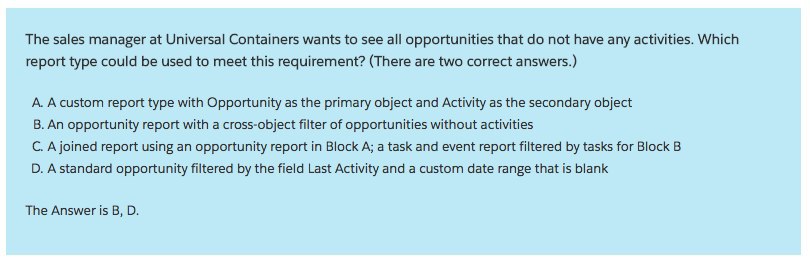 The sales manager at Universal Containers wants to see all opportunities that do not have any activities. Which
report type could be used to meet this requirement? (There are two correct answers.)
A. A custom report type with Opportunity as the primary object and Activity as the secondary object
B. An opportunity report with a cross-object filter of opportunities without activities
C. A joined report using an opportunity report in Block A; a task and event report filtered by tasks for Block B
D. A standard opportunity filtered by the field Last Activity and a custom date range that is blank
The Answer is B, D.